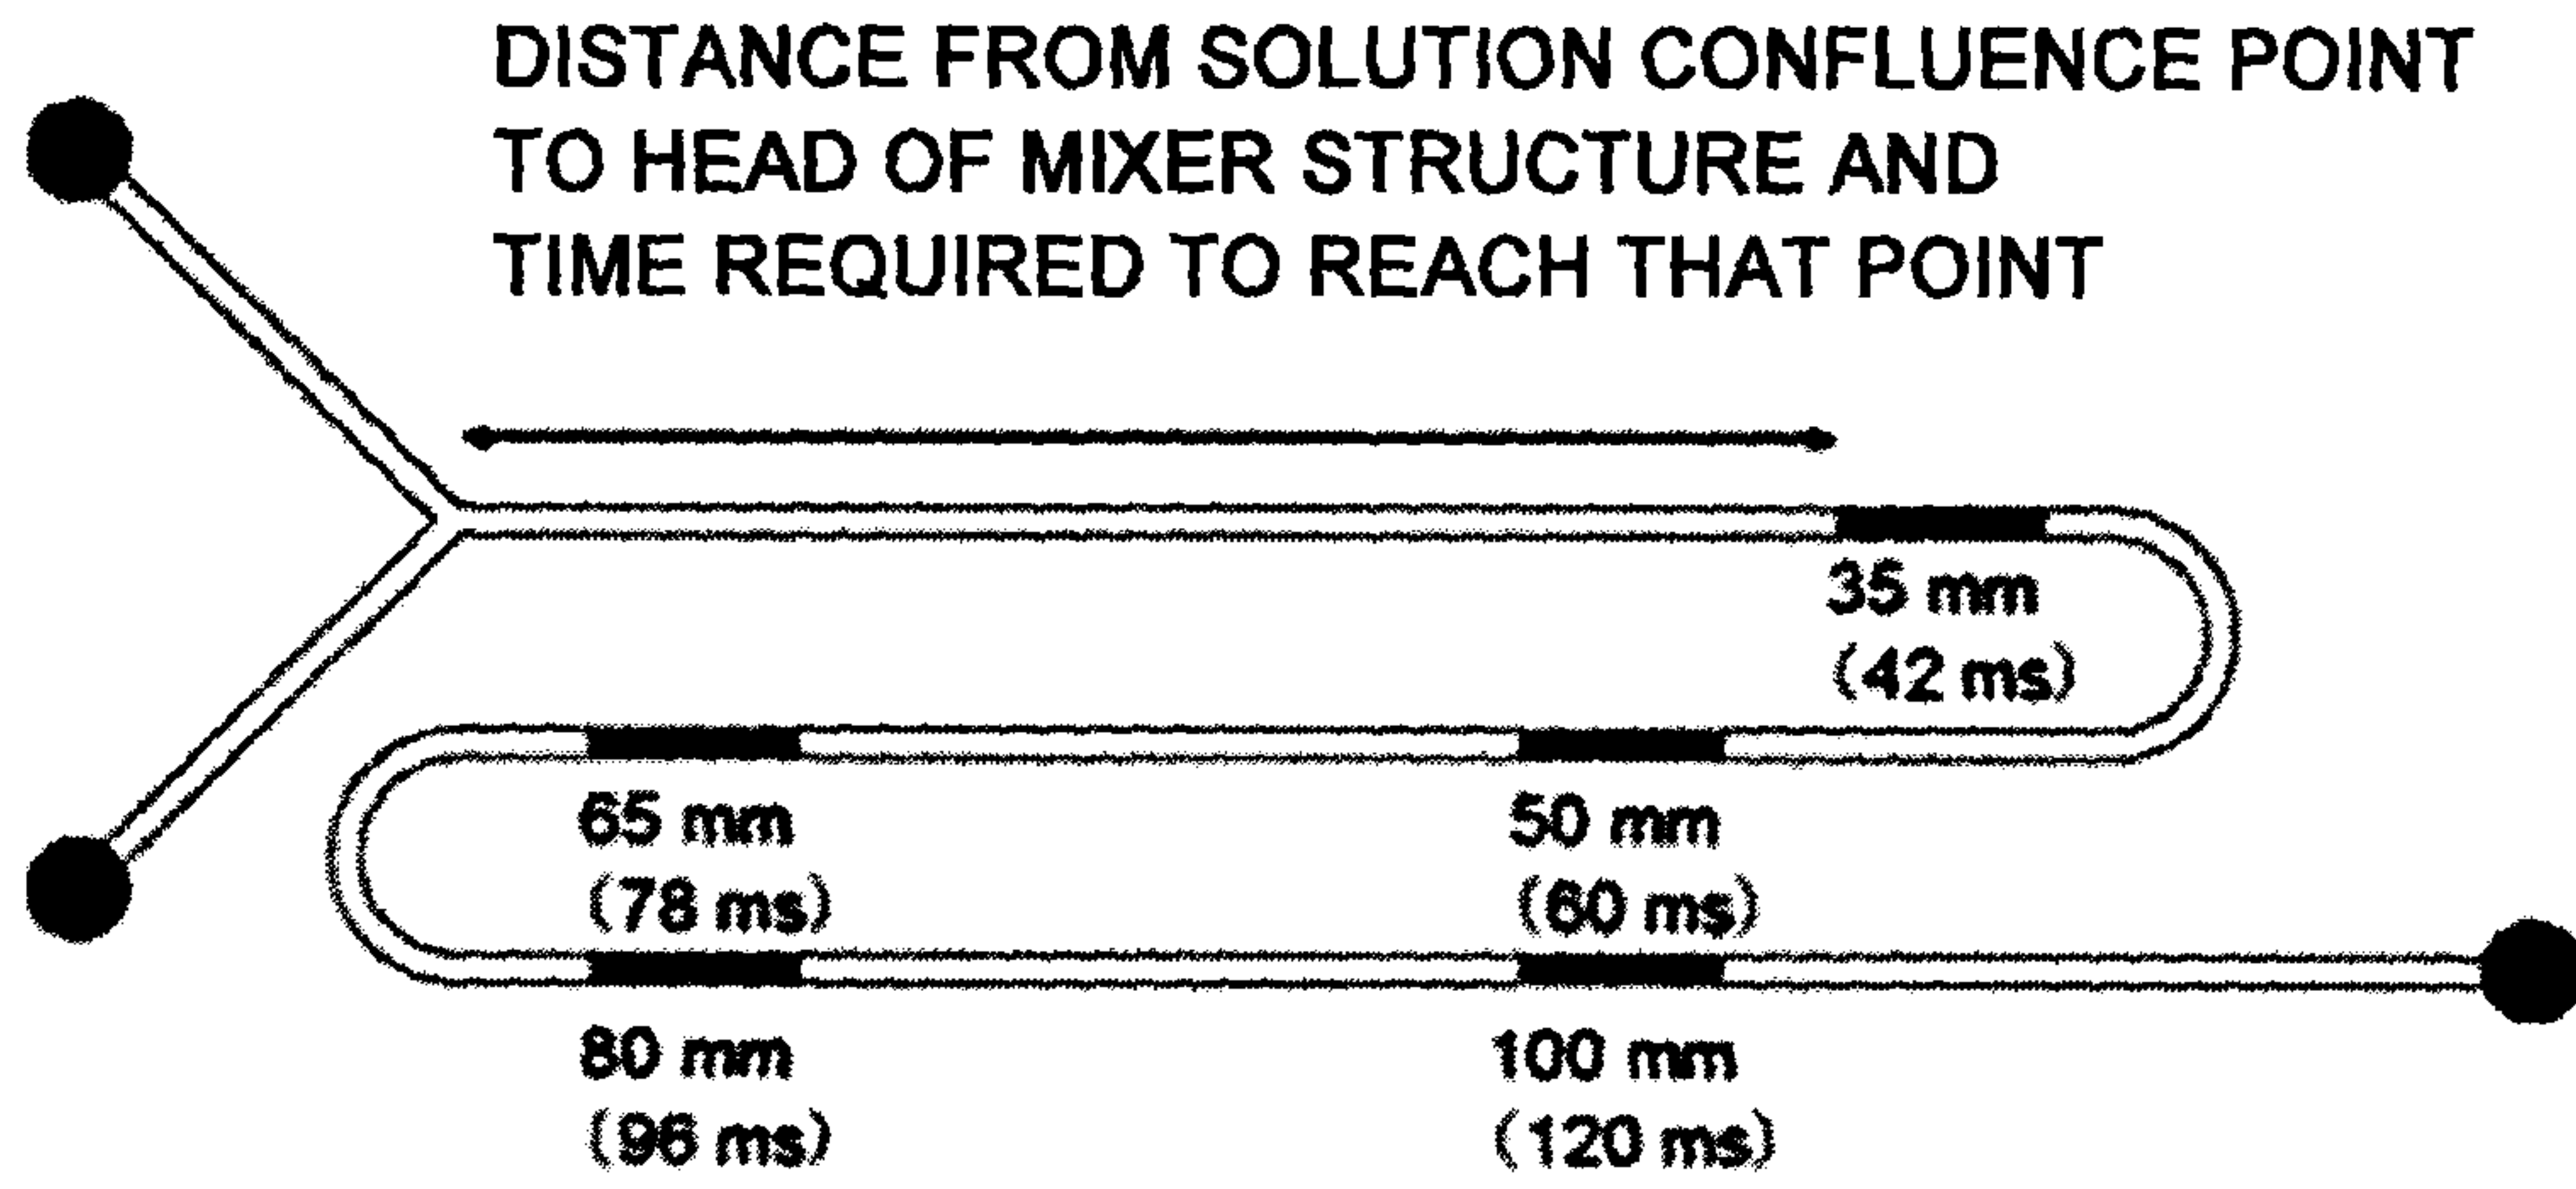 DISTANCE FROM SOLUTION CONFLUENCE POINT
TO HEAD OF MIXER STRUCTURE AND
TIME REQUIRED TO REACH THAT POINT
35 mm
(42 ms)
65 mm
(78 ms)
50 mm
(60 ms)
80 mm
(96 ms)
100 mm
(120 ms)